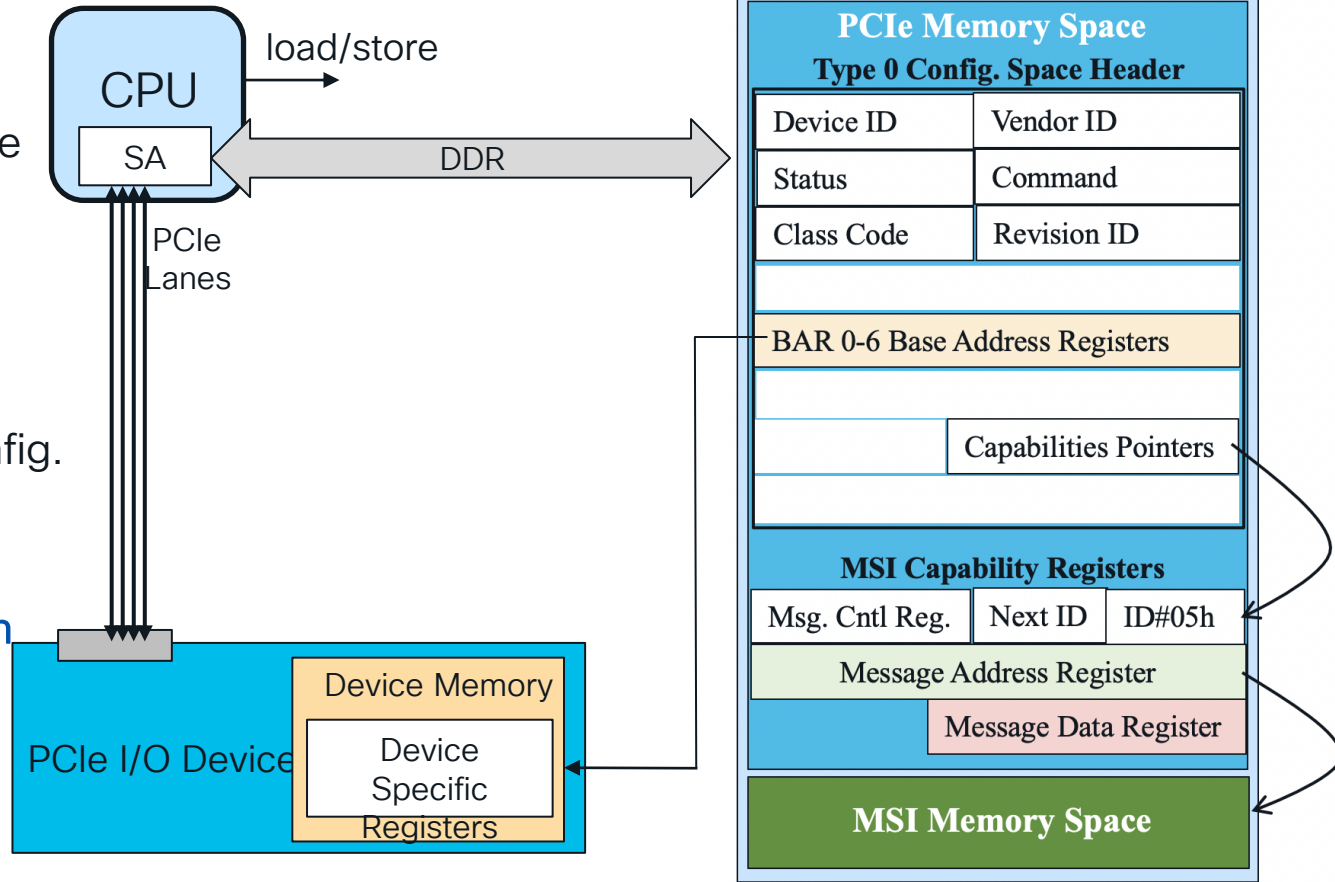 CPU
load/store
SA
DDR
PCIe
Lanes
e
fig.
n
PCIe I/O Device
Device Memory
Device
Specific
Registers
PCIe Memory Space
Type 0 Config. Space Header
Device ID Vendor ID
Status Command
Class Code Revision ID
BAR 0-6 Base Address Registers
Capabilities Pointers
MSI Capability Registers
Msg. Cntl Reg. Next ID ID#05h
Message Address Register
Message Data Register
MSI Memory Space